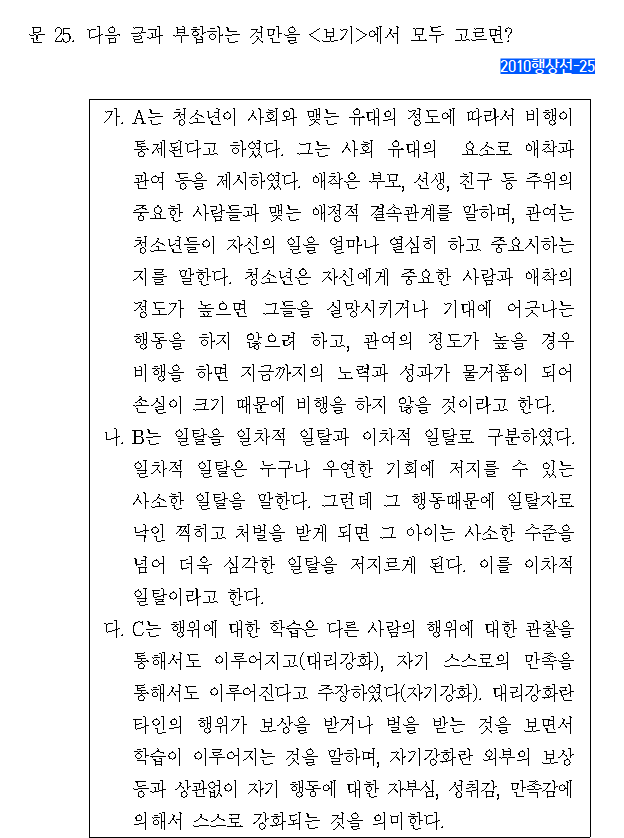 문 25. 다음 글과 부합하는 것만을 <보기>에서 모두 고르면?
2010행상선-25
가. A는 청소년이 사회와 맺는 유대의 정도에 따라서 비행이
통제된다고 하였다. 그는 사회 유대의 요소로 애착과
관여 등을 제시하였다. 애착은 부모, 선생, 친구 등 주위의
중요한 사람들과 맺는 애정적 결속관계를 말하며, 관여는
청소년들이 자신의 일을 얼마나 열심히 하고 중요시하는
지를 말한다. 청소년은 자신에게 중요한 사람과 애착의
정도가 높으면 그들을 실망시키거나 기대에 어긋나는
행동을 하지 않으려 하고, 관여의 정도가 높을 경우
비행을 하면 지금까지의 노력과 성과가 물거품이 되어
손실이 크기 때문에 비행을 하지 않을 것이라고 한다.
나. B는 일탈을 일차적 일탈과 이차적 일탈로 구분하였다.
일차적 일탈은 누구나 우연한 기회에 저지를 수 있는
사소한 일탈을 말한다. 그런데 그 행동때문에 일탈자로
낙인 찍히고 처벌을 받게 되면 그 아이는 사소한 수준을
넘어 더욱 심각한 일탈을 저지르게 된다. 이를 이차적
일탈이라고 한다.
다. C는 행위에 대한 학습은 다른 사람의 행위에 대한 관찰을
통해서도 이루어지고(대리강화), 자기 스스로의 만족을
통해서도 이루어진다고 주장하였다(자기강화). 대리강화란
타인의 행위가 보상을 받거나 벌을 받는 것을 보면서
학습이 이루어지는 것을 말하며, 자기강화란 외부의 보상
등과 상관없이 자기 행동에 대한 자부심, 성취감, 만족감에
의해서 스스로 강화되는 것을 의미한다.